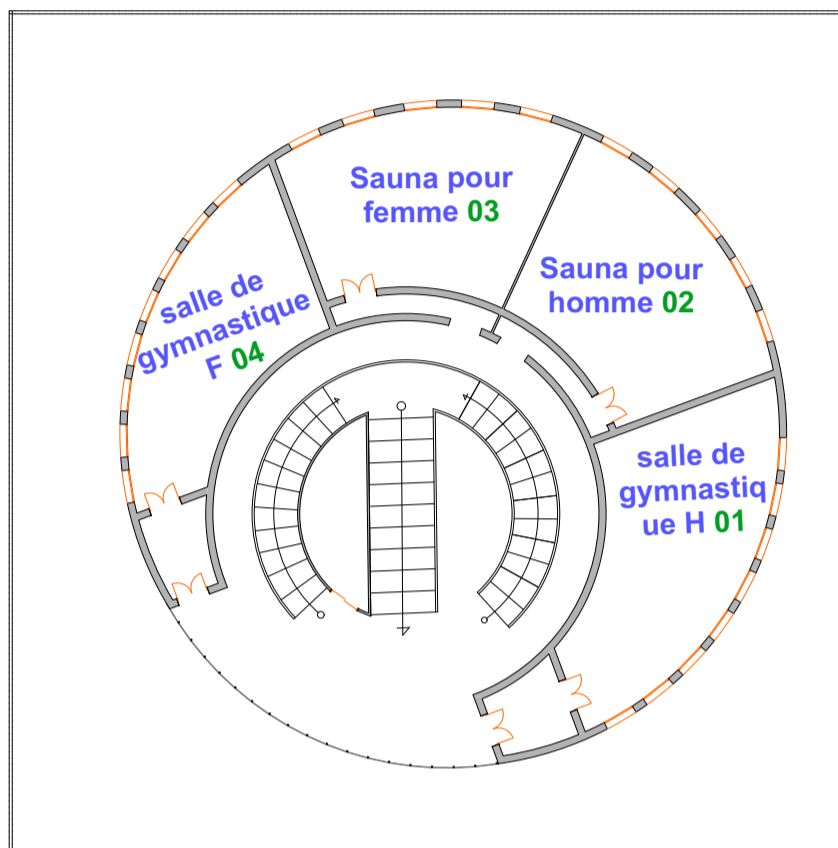 Sauna pour
femme 03
Sauna pour
homme 02
salle de
gymnastique
F 04
salle de
gymnastiq
ue H 01